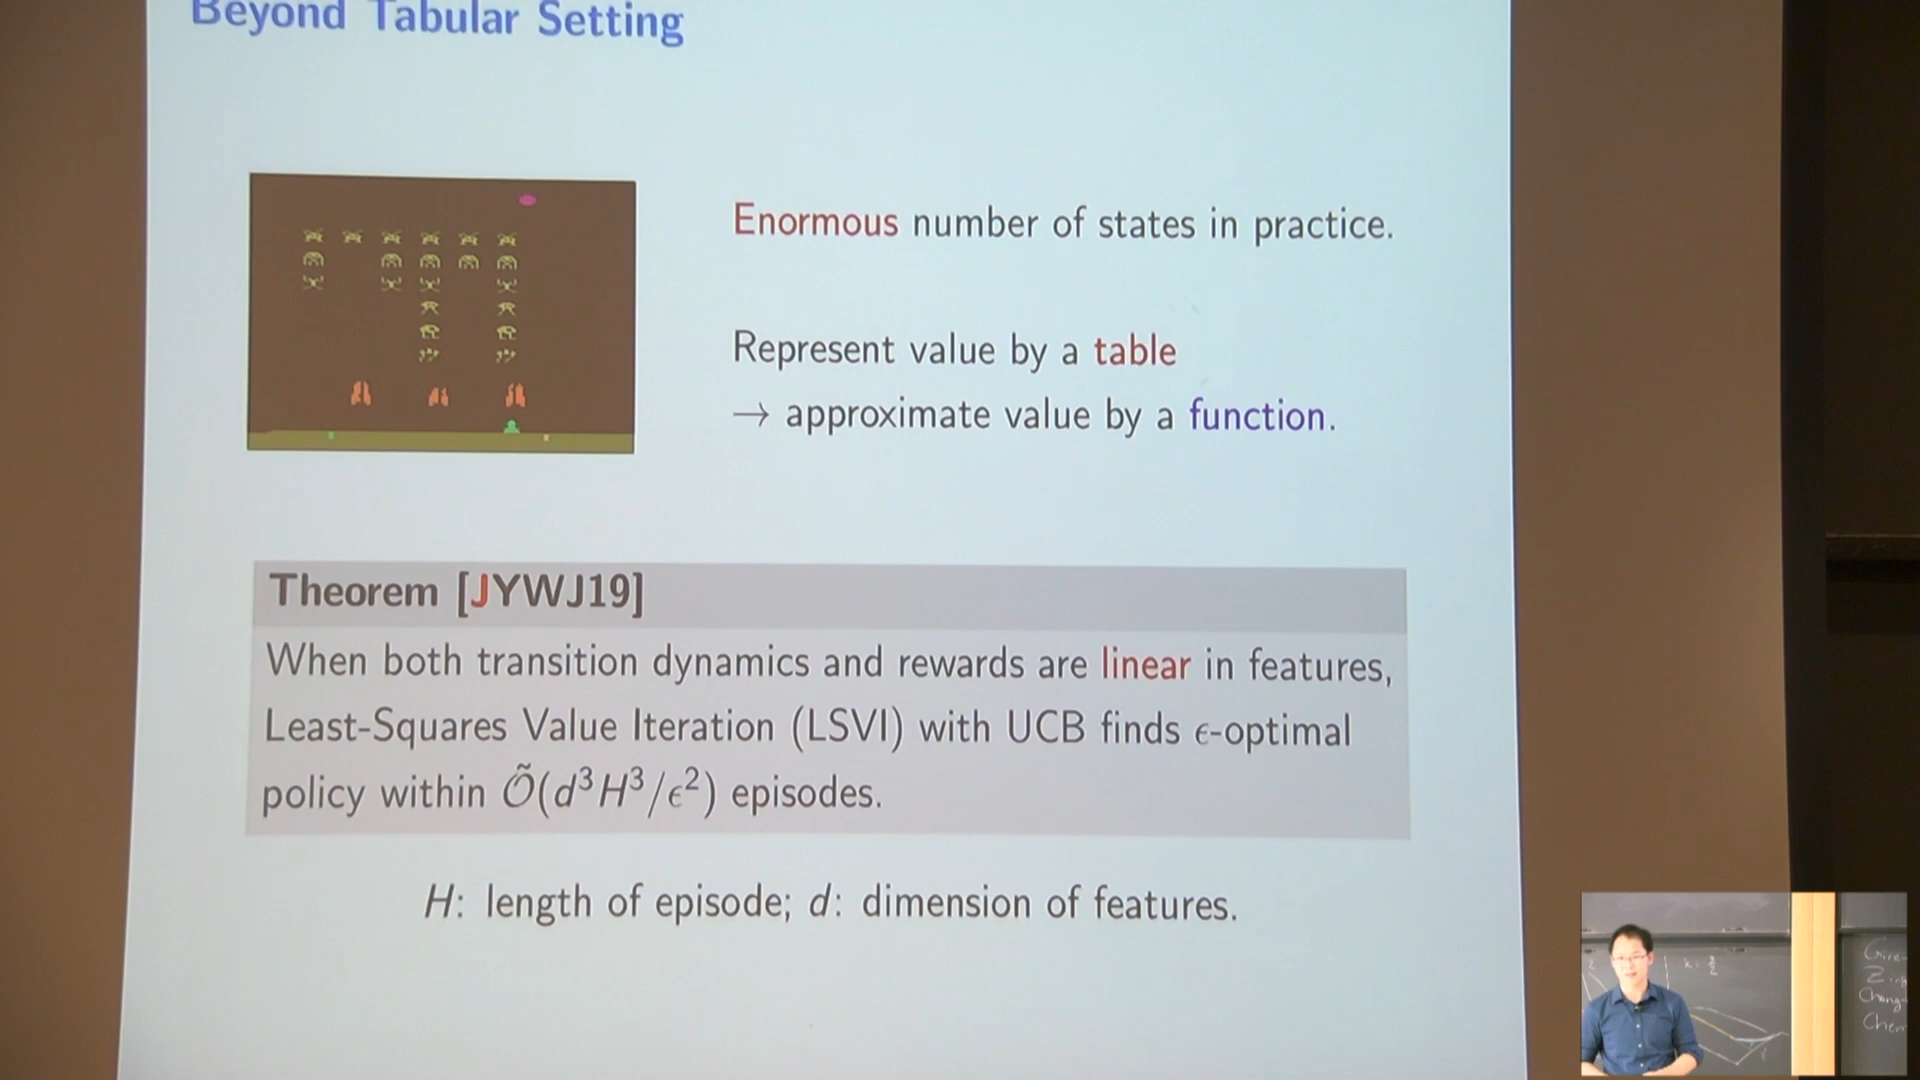 Beyond Tabular Setting
Enormous number of states in practice.
Represent value by a table
→ approximate value by a function.
Theorem [JYWJ19]
When both transition dynamics and rewards are linear in features,
Least-Squares Value Iteration (LSVI) with UCB finds ϵ-optimal
policy within Õ(d³H³/ϵ²) episodes.
H: length of episode; d: dimension of features.